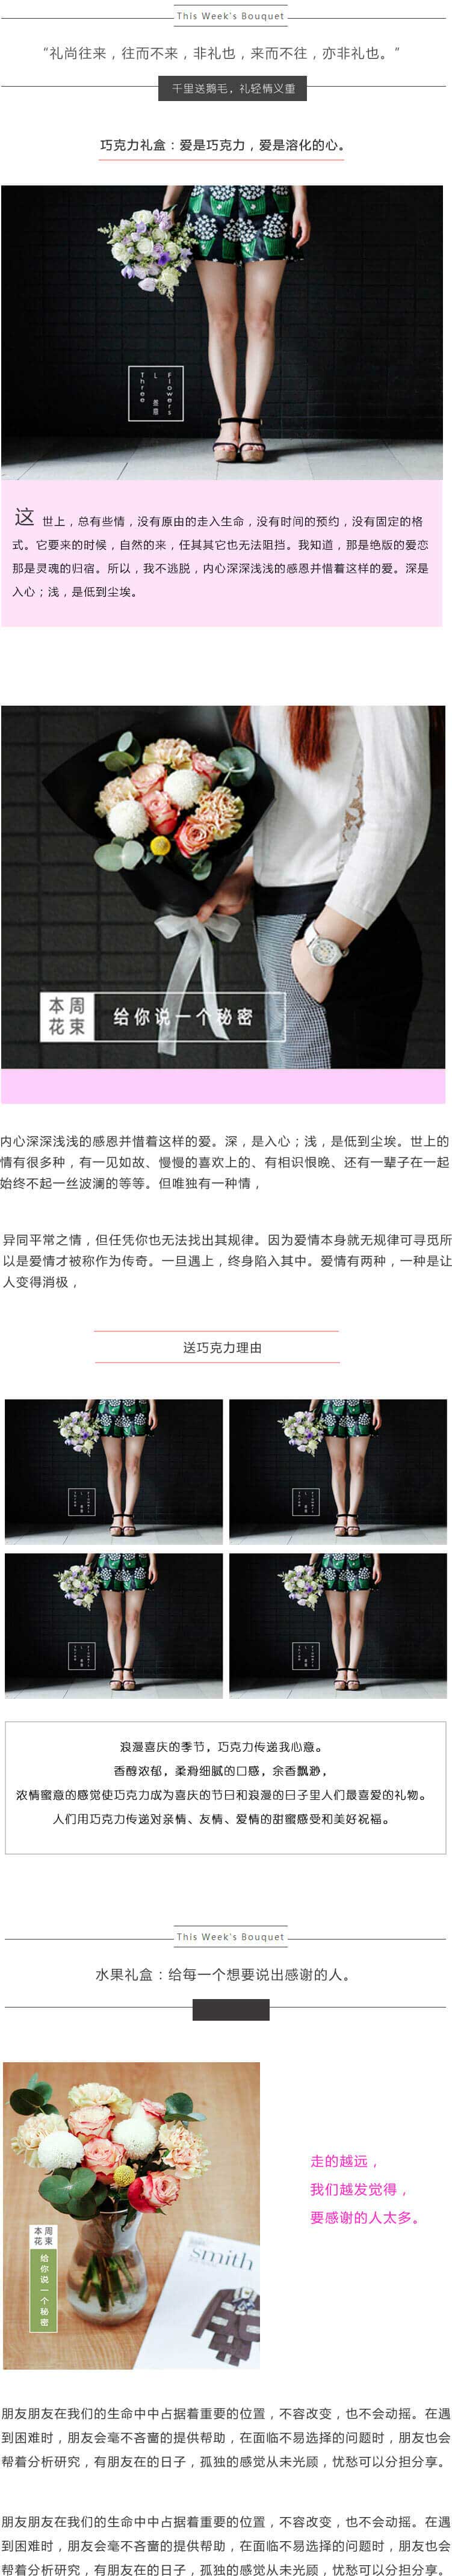 This Week's Bouquet
“礼尚往来，往而不来，非礼也，来而不往，亦非礼也。”
千里送鹅毛，礼轻情义重
巧克力礼盒：爱是巧克力，爱是溶化的心。
Three
L
Flowers
这 世上，总有些情，没有原由的走入生命，没有时间的预约，没有固定的格
式。它要来的时候，自然的来，任其其它也无法阻挡。我知道，那是绝版的爱恋
那是灵魂的归宿。所以，我不逃脱，内心深深浅浅的感恩并惜着这样的爱。深是
入心；浅，是低到尘埃。
本周
花束
给你说一个秘密
内心深深浅浅的感恩并惜着这样的爱。深，是入心；浅，是低到尘埃。世上的
情有很多种，有一见如故、慢慢的喜欢上的、有相识恨晚、还有一辈子在一起
始终不起一丝波澜的等等。但唯独有一种情，
异同平常之情，但任凭你也无法找出其规律。因为爱情本身就无规律可寻觅所
以是爱情才被称作为传奇。一旦遇上，终身陷入其中。爱情有两种，一种是让
人变得消极，
送巧克力理由
浪漫喜庆的季节，巧克力传递我心意。
香醇浓郁，柔滑细腻的口感，余香飘渺，
浓情蜜意的感觉使巧克力成为喜庆的节日和浪漫的日子里人们最喜爱的礼物。
人们用巧克力传递对亲情、友情、爱情的甜蜜感受和美好祝福。
This Week's Bouquet
水果礼盒：给每一个想要说出感谢的人。
走的越远，
我们越发觉得，
要感谢的人太多。
本周
花束
给你说一个秘密
smith
朋友朋友在我们的生命中中占据着重要的位置，不容改变，也不会动摇。在遇
到困难时，朋友会毫不吝啬的提供帮助，在面临不易选择的问题时，朋友也会
帮着分析研究，有朋友在的日子，孤独的感觉从未光顾，忧愁可以分担分享。
朋友朋友在我们的生命中中占据着重要的位置，不容改变，也不会动摇。在遇
到困难时，朋友会毫不吝啬的提供帮助，在面临不易选择的问题时，朋友也会
帮着分析研究，有朋友在的日子，孤独的感觉从未光顾，忧愁可以分担分享。